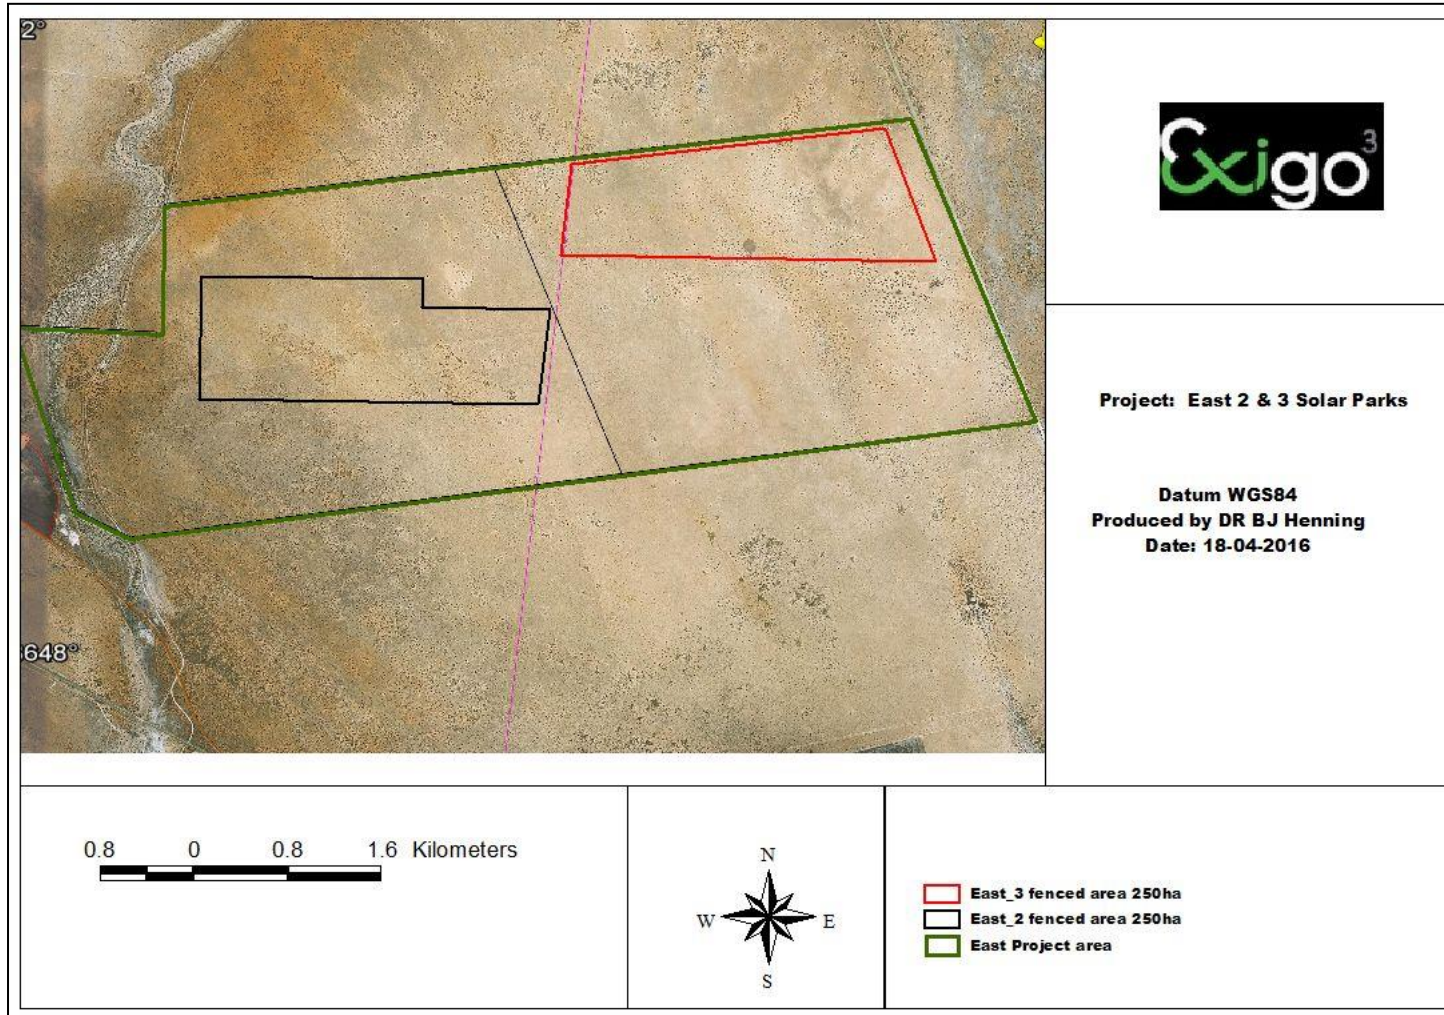 2°
648°
Exigo3
Project: East 2 & 3 Solar Parks
Datum WGS84
Produced by DR BJ Henning
Date: 18-04-2016
0.8 0 0.8 1.6 Kilometers
N
W E
S
East_3 fenced area 250ha
East_2 fenced area 250ha
East Project area